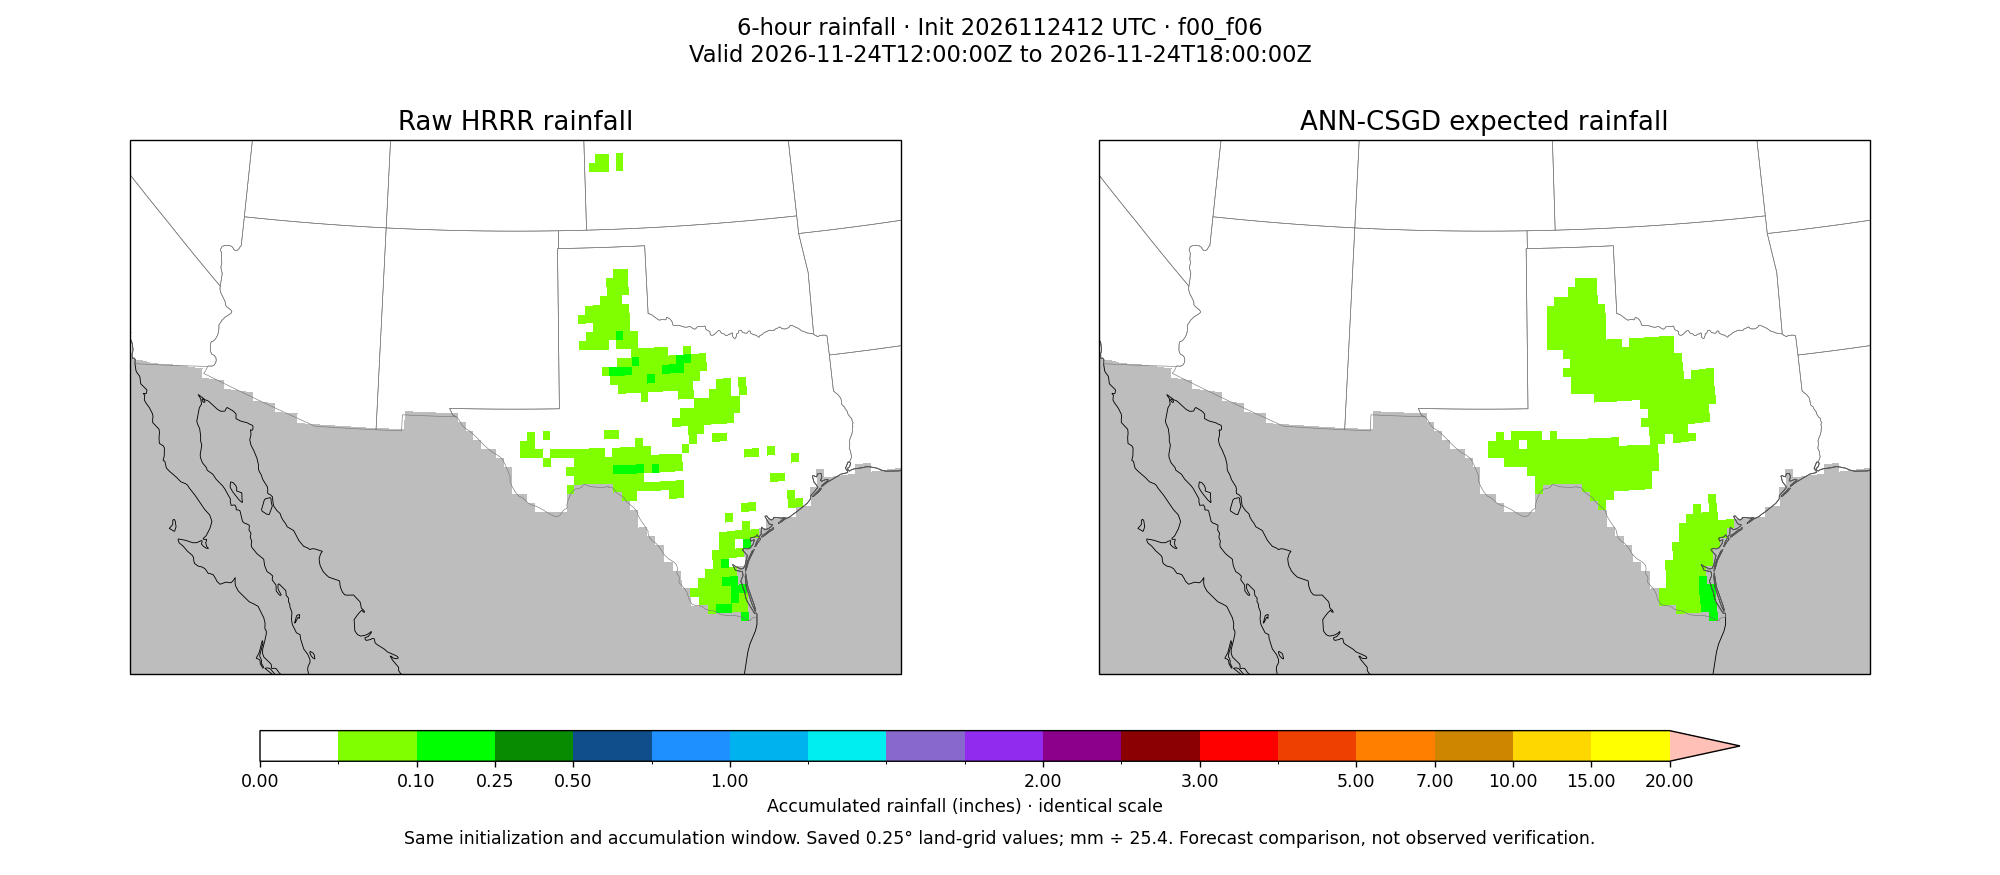 6-hour rainfall · Init 2026112412 UTC · f00_f06
Valid 2026-11-24T12:00:00Z to 2026-11-24T18:00:00Z
Raw HRRR rainfall
ANN-CSGD expected rainfall
0.00 0.10 0.25 0.50 1.00 2.00 3.00 5.00 7.00 10.00 15.00 20.00
Accumulated rainfall (inches) · identical scale
Same initialization and accumulation window. Saved 0.25° land-grid values; mm ÷ 25.4. Forecast comparison, not observed verification.